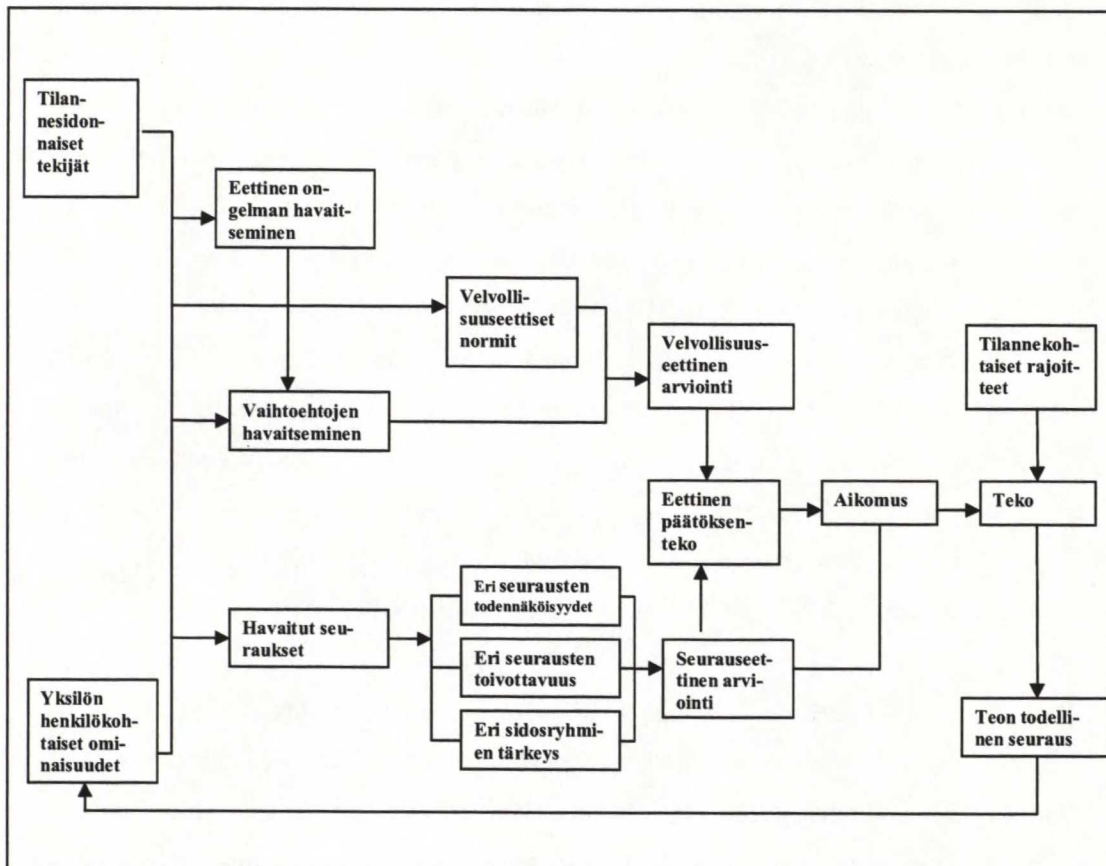 Tilan-
nesidon-
naiset
tekijät
Eettinen on-
gelman havait-
seminen
Velvolli-
suuseettiset
normit
Velvollisuus-
eettinen
arviointi
Tilannekoh-
taiset rajoit-
teet
Vaihtoehtojen
havaitseminen
Eettinen
päätöksen-
teko
Aikomus
Teko
Eri seurausten
todennäköisyydet
Havaitut seu-
raukset
Eri seurausten
toivottavuus
Seurauseet-
tinen arvi-
ointi
Eri sidosryhmi-
en tärkeys
Yksilön
henkilökoh-
taiset omi-
naisuudet
Teon todelli-
nen seuraus